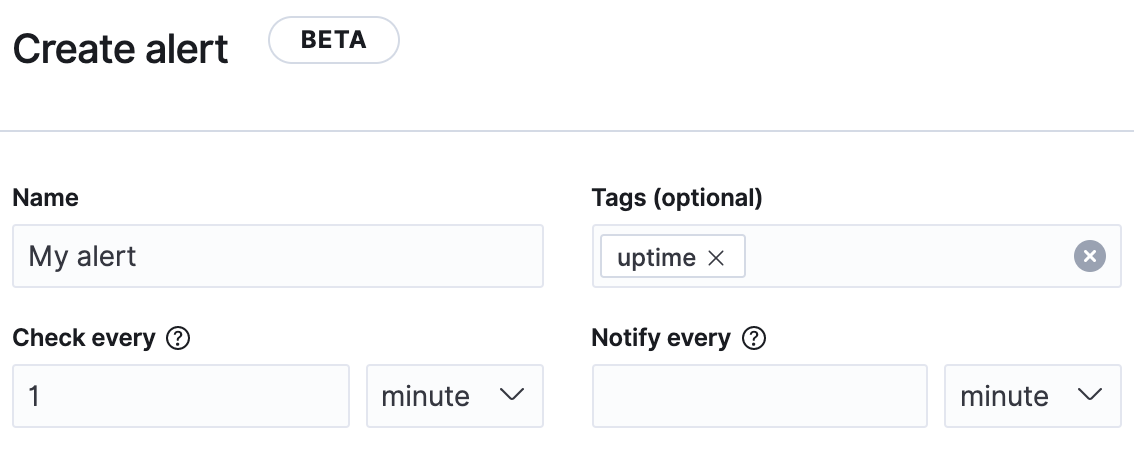 Create alert BETA
Name
Tags (optional)
My alert
uptime
Check every
Notify every
1
minute
minute